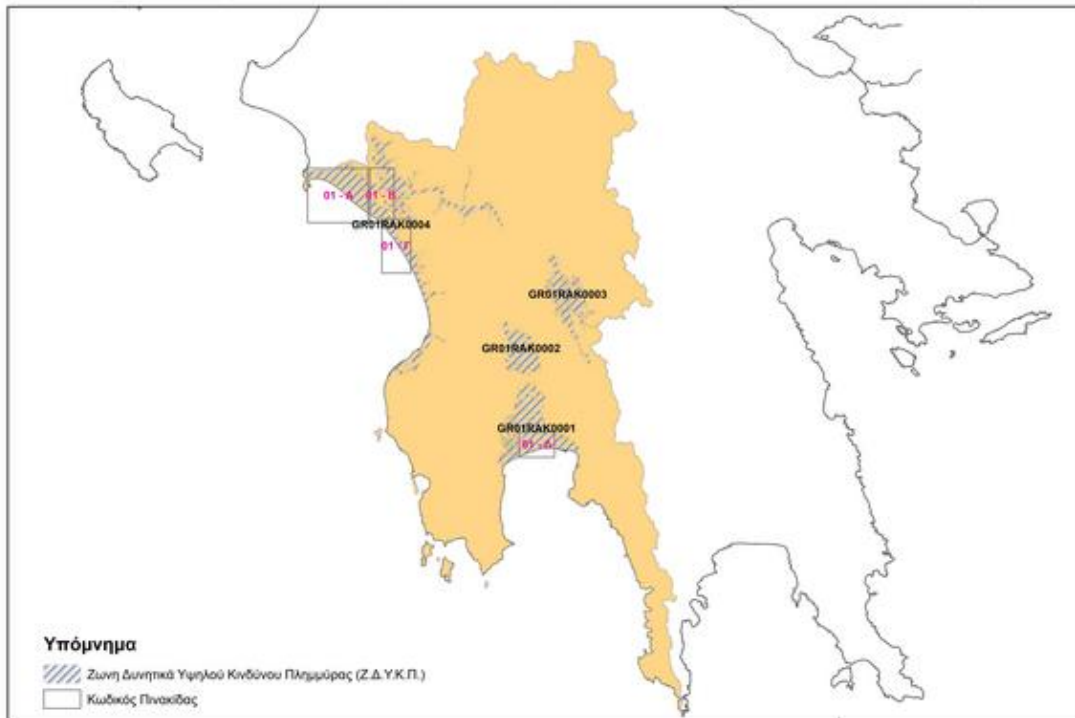 01 - Α
01 - Β
GR01RAK0004
01 - Γ
GR01RAK0003
GR01RAK0002
GR01RAK0001
01 - Δ
Υπόμνημα
Ζωνη Δυνητικά Υψηλού Κινδύνου Πλημμύρας (Ζ.Δ.Υ.Κ.Π.)
Κωδικός Πινακίδας